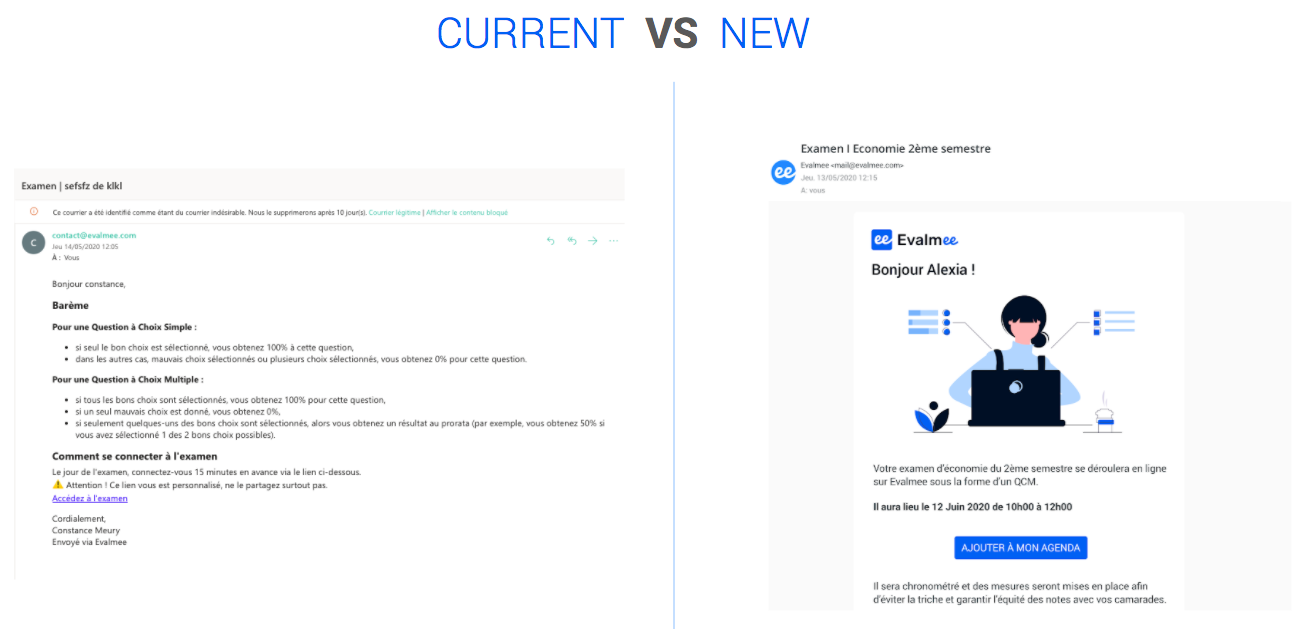 CURRENT VS NEW
Examen | sefsfz de klkl
Ce courrier a été identifié comme étant du courrier indésirable. Nous le supprimerons après 10 jour(s). Courrier légitime | Afficher le contenu bloqué
C
contact@evalmee.com
Jeu 14/05/2020 12:05
À : Vous
Bonjour constance,
Barème
Pour une Question à Choix Simple :
• si seul le bon choix est sélectionné, vous obtenez 100% à cette question,
• dans les autres cas, mauvais choix sélectionnés ou plusieurs choix sélectionnés, vous obtenez 0% pour cette question.
Pour une Question à Choix Multiple :
• si tous les bons choix sont sélectionnés, vous obtenez 100% pour cette question,
• si un seul mauvais choix est donné, vous obtenez 0%,
• si seulement quelques-uns des bons choix sont sélectionnés, alors vous obtenez un résultat au prorata (par exemple, vous obtenez 50% si
vous avez sélectionné 1 des 2 bons choix possibles).
Comment se connecter à l'examen
Le jour de l'examen, connectez-vous 15 minutes en avance via le lien ci-dessous.
⚠ Attention ! Ce lien vous est personnalisé, ne le partagez surtout pas.
Accédez à l'examen
Cordialement,
Constance Meury
Envoyé via Evalmee
Examen I Economie 2ème semestre
ee
Evalmee <mail@evalmee.com>
Jeu. 13/05/2020 12:15
A: vous
ee Evalmee
Bonjour Alexia !
Votre examen d'économie du 2ème semestre se déroulera en ligne
sur Evalmee sous la forme d'un QCM.
Il aura lieu le 12 Juin 2020 de 10h00 à 12h00
AJOUTER À MON AGENDA
Il sera chronométré et des mesures seront mises en place afin
d'éviter la triche et garantir l'équité des notes avec vos camarades.